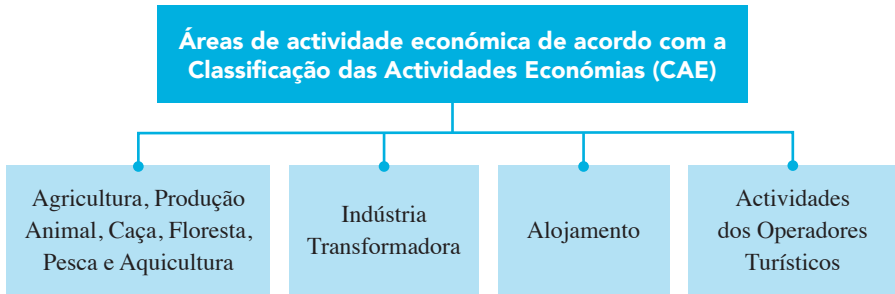 Áreas de actividade económica de acordo com a
Classificação das Actividades Económias (CAE)
Agricultura, Produção
Animal, Caça, Floresta,
Pesca e Aquicultura
Indústria
Transformadora
Alojamento
Actividades
dos Operadores
Turísticos